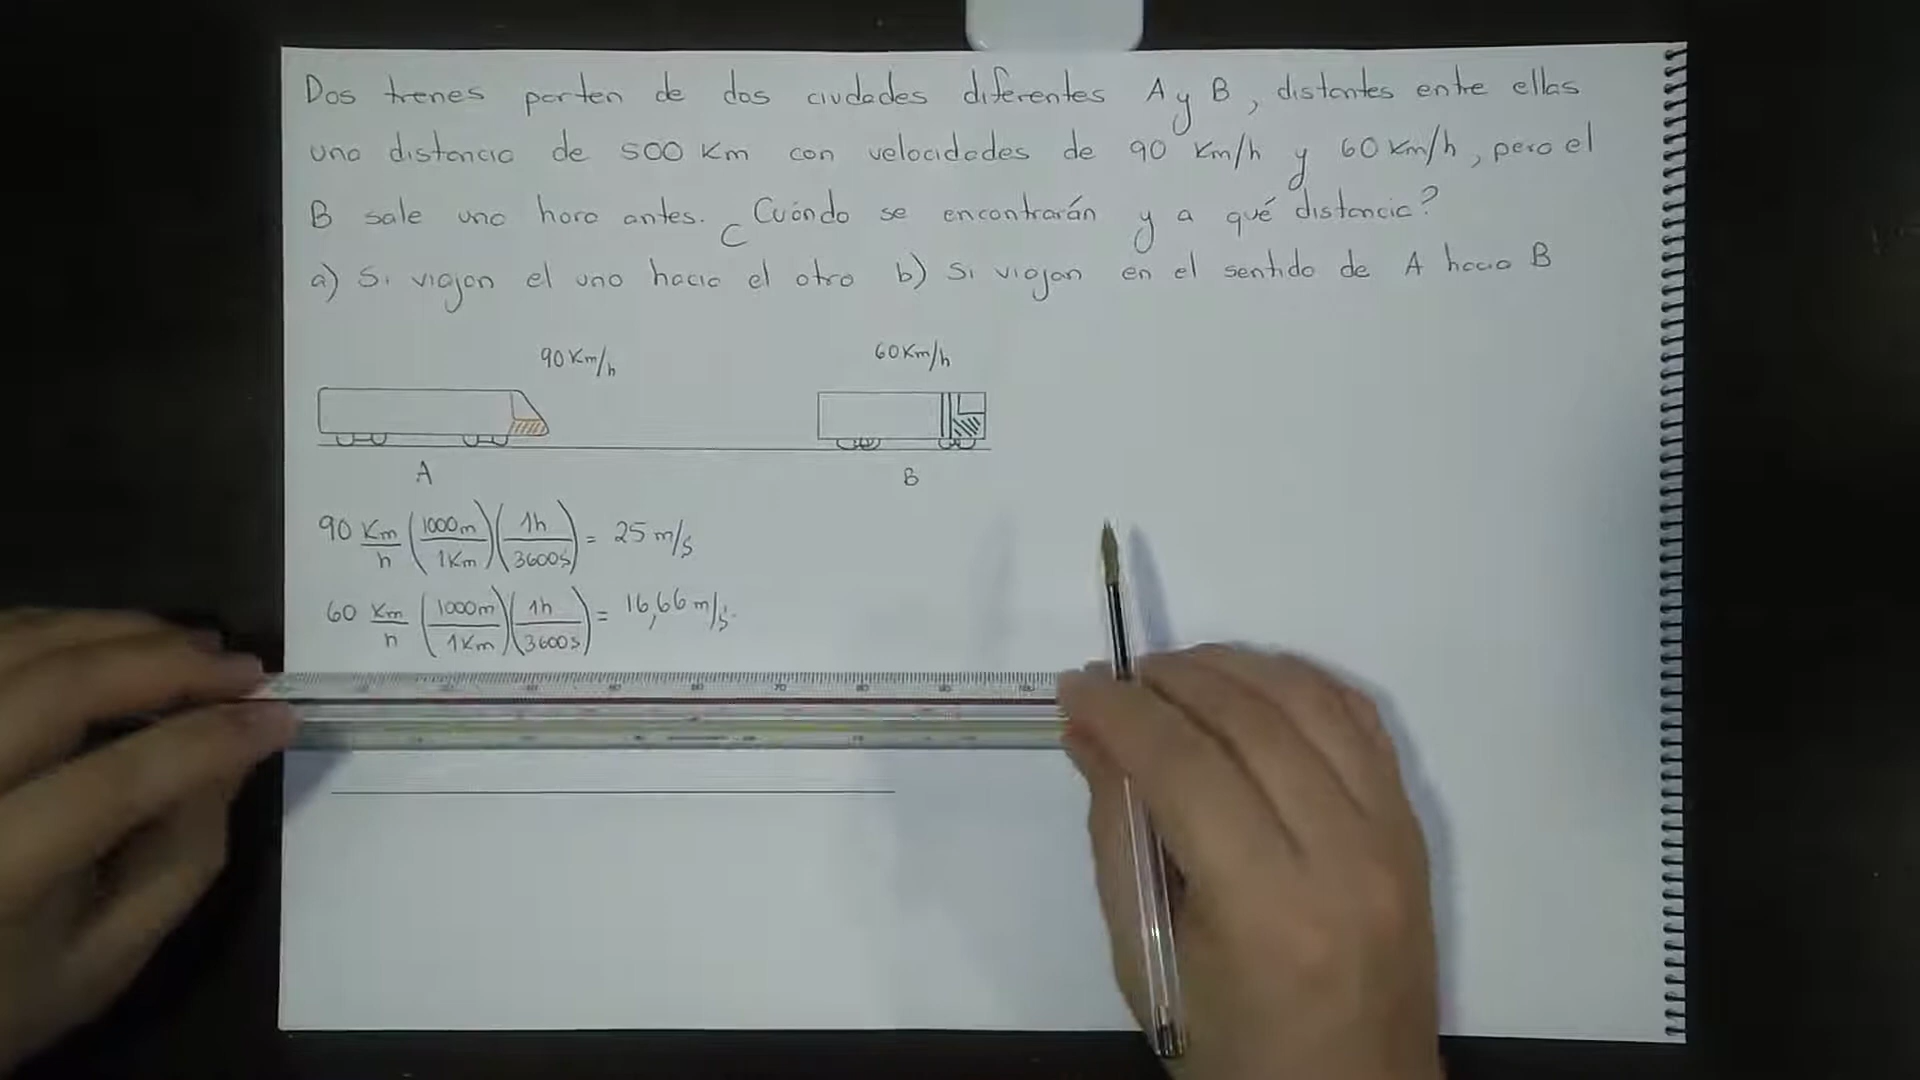 Dos trenes parten de dos ciudades diferentes A y B, distantes entre ellas
una distancia de 500 Km con velocidades de 90 Km/h y 60 Km/h, pero el
B sale una hora antes. ¿Cuándo se encontrarán y a qué distancia?
a) Si viajan el uno hacia el otro b) Si viajan en el sentido de A hacia B
90 Km/h 60 Km/h
A B
90 Km/h (1000m/1Km)(1h/3600s) = 25 m/s
60 Km/h (1000m/1Km)(1h/3600s) = 16,66 m/s